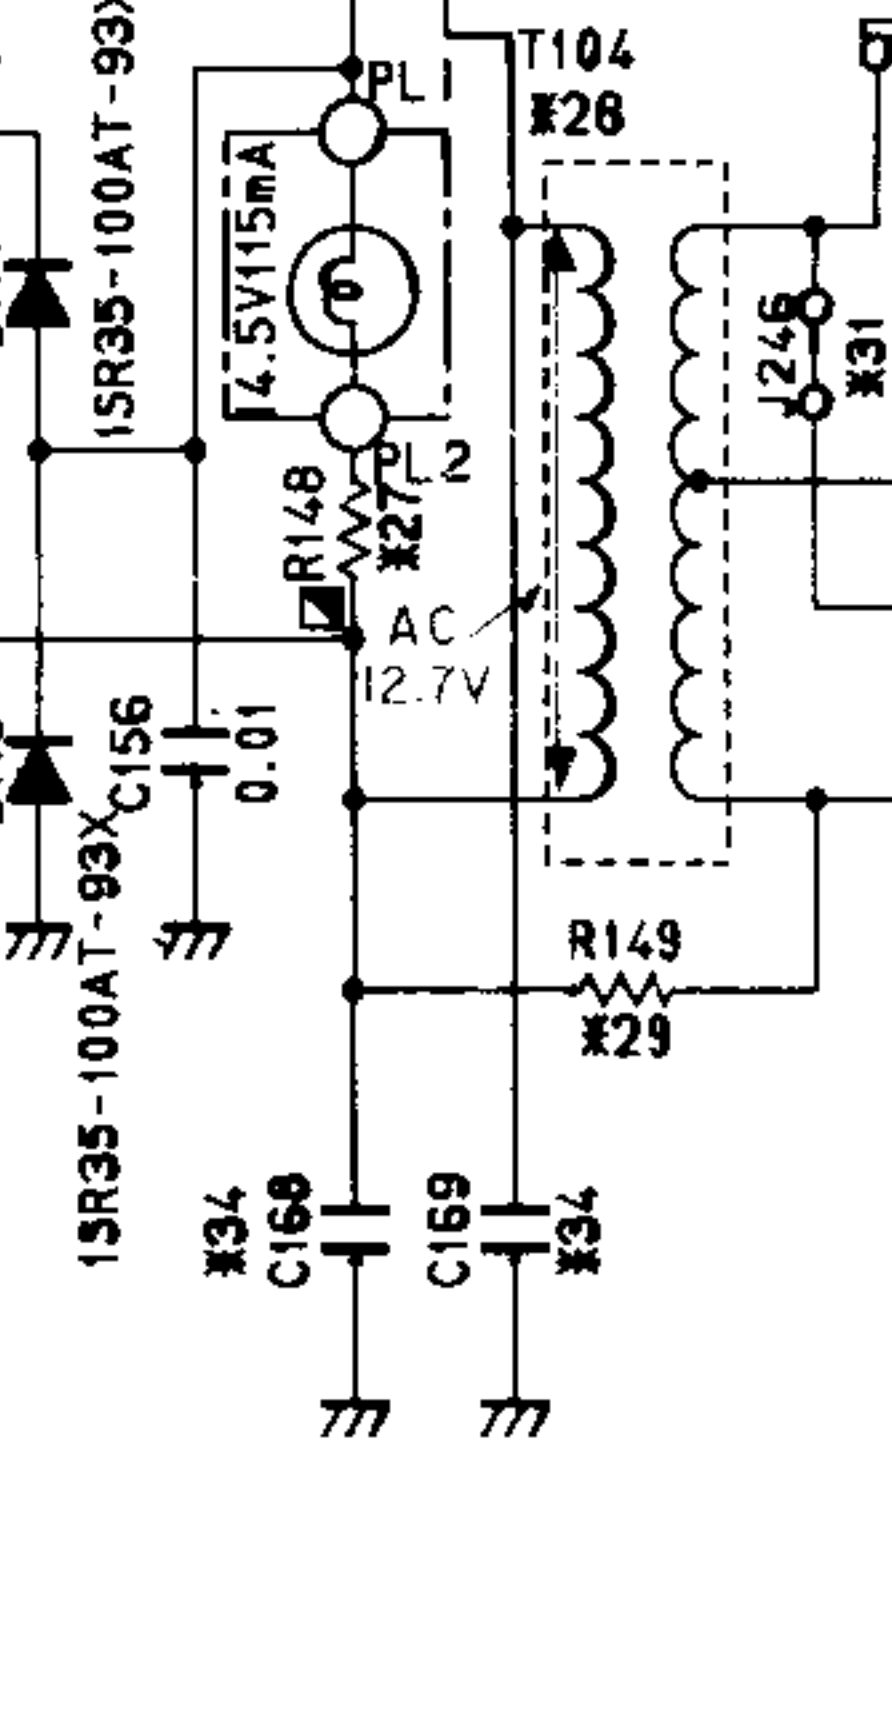 1SR35-100AT-93X
PL
T104
※28
4.5V115mA
J246
※31
PL2
R148
※27
AC
12.7V
C156
0.01
1SR35-100AT-93X
R149
※29
※34
C168
C169
※34